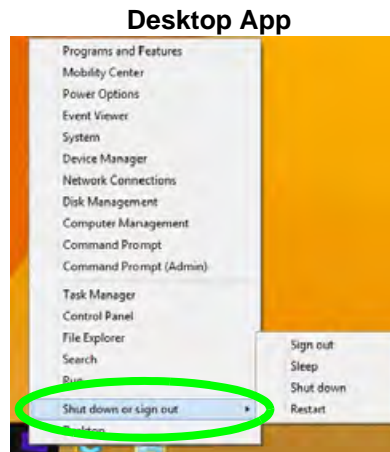 Desktop App
Programs and Features
Mobility Center
Power Options
Event Viewer
System
Device Manager
Network Connections
Disk Management
Computer Management
Command Prompt
Command Prompt (Admin)
Task Manager
Control Panel
File Explorer
Search
Run
Shut down or sign out
Desktop
Sign out
Sleep
Shut down
Restart